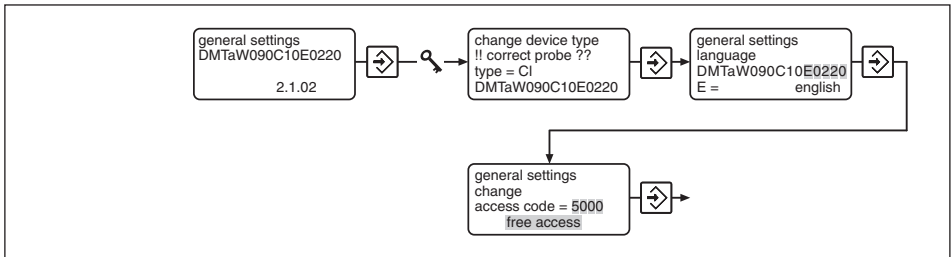 general settings
DMTaW090C10E0220
2.1.02
change device type
!! correct probe ??
type = Cl
DMTaW090C10E0220
general settings
language
DMTaW090C10E0220
E = english
general settings
change
access code = 5000
free access